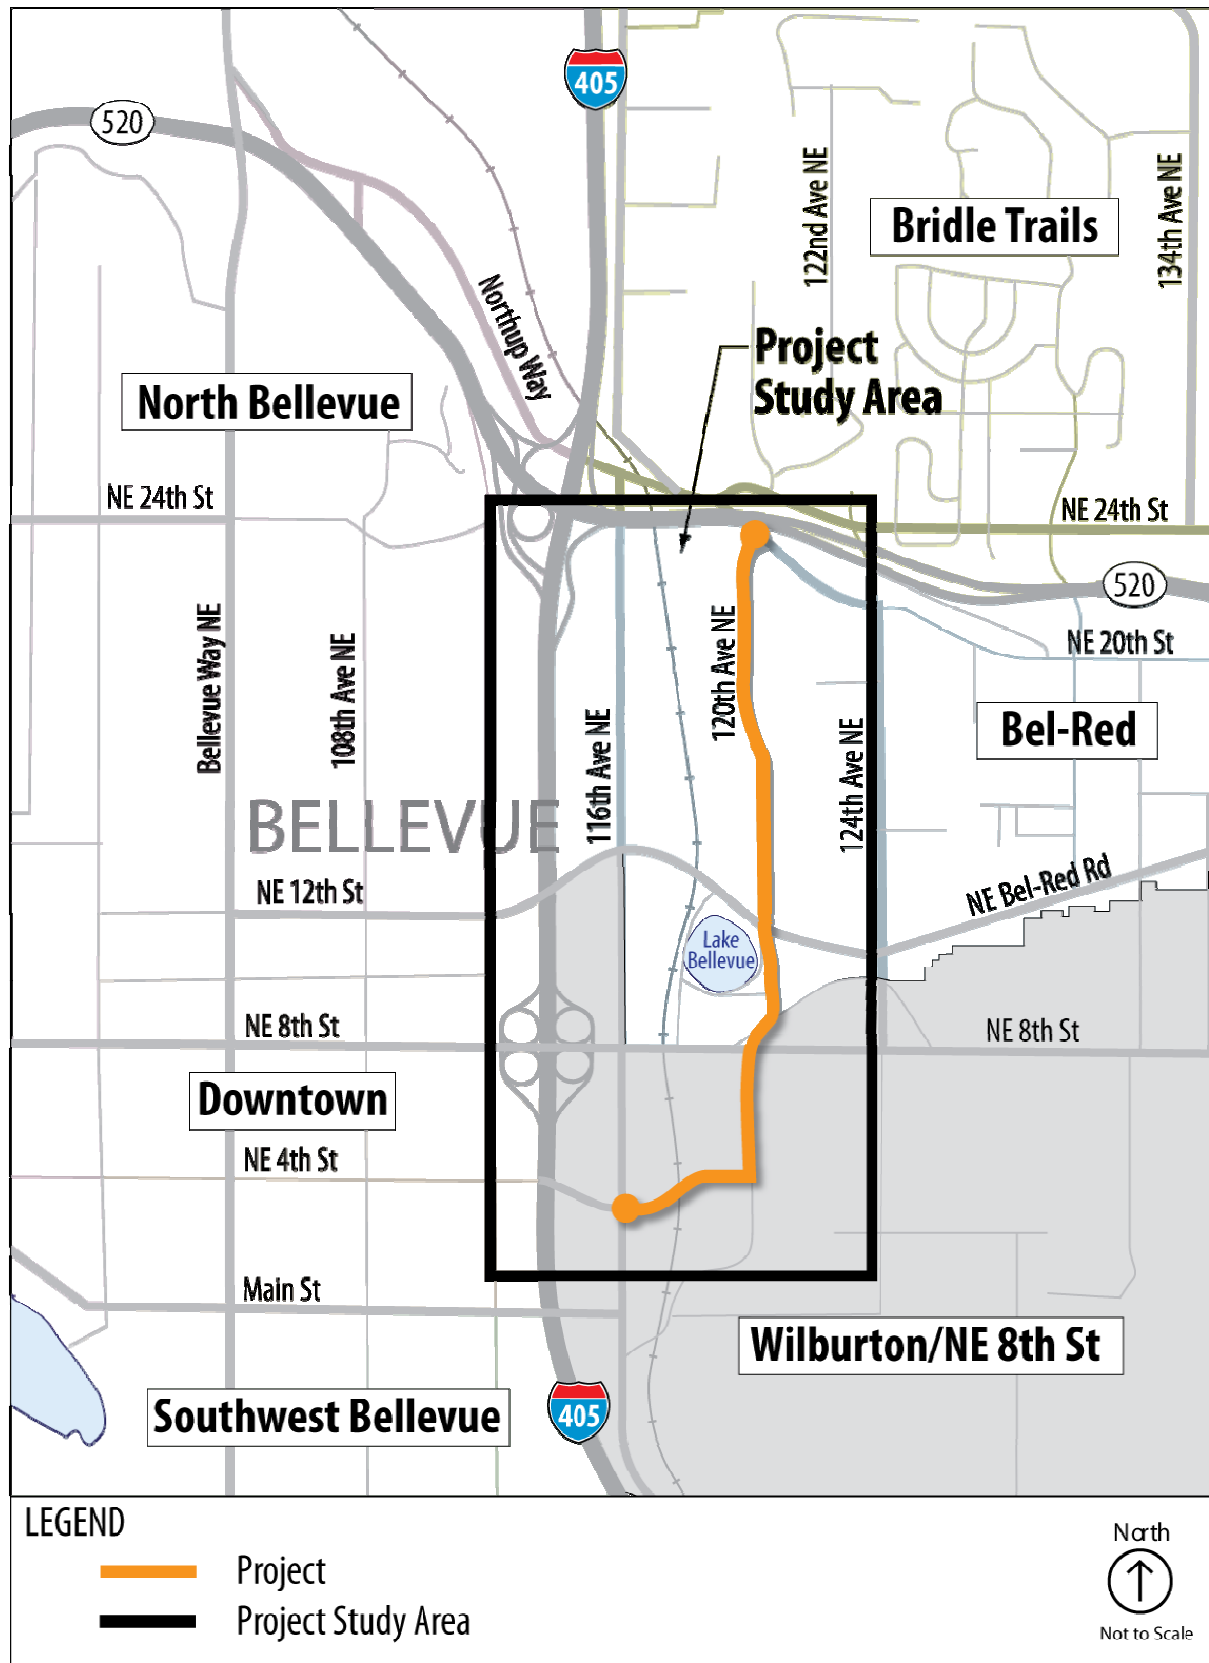 405
520
122nd Ave NE
134th Ave NE
Bridle Trails
Northup Way
Project
Study Area
North Bellevue
NE 24th St
NE 24th St
520
Bellevue Way NE
108th Ave NE
120th Ave NE
NE 20th St
116th Ave NE
124th Ave NE
Bel-Red
BELLEVUE
NE 12th St
NE Bel-Red Rd
Lake
Bellevue
NE 8th St
NE 8th St
Downtown
NE 4th St
Main St
Wilburton/NE 8th St
Southwest Bellevue
405
LEGEND
Project
Project Study Area
North
Not to Scale